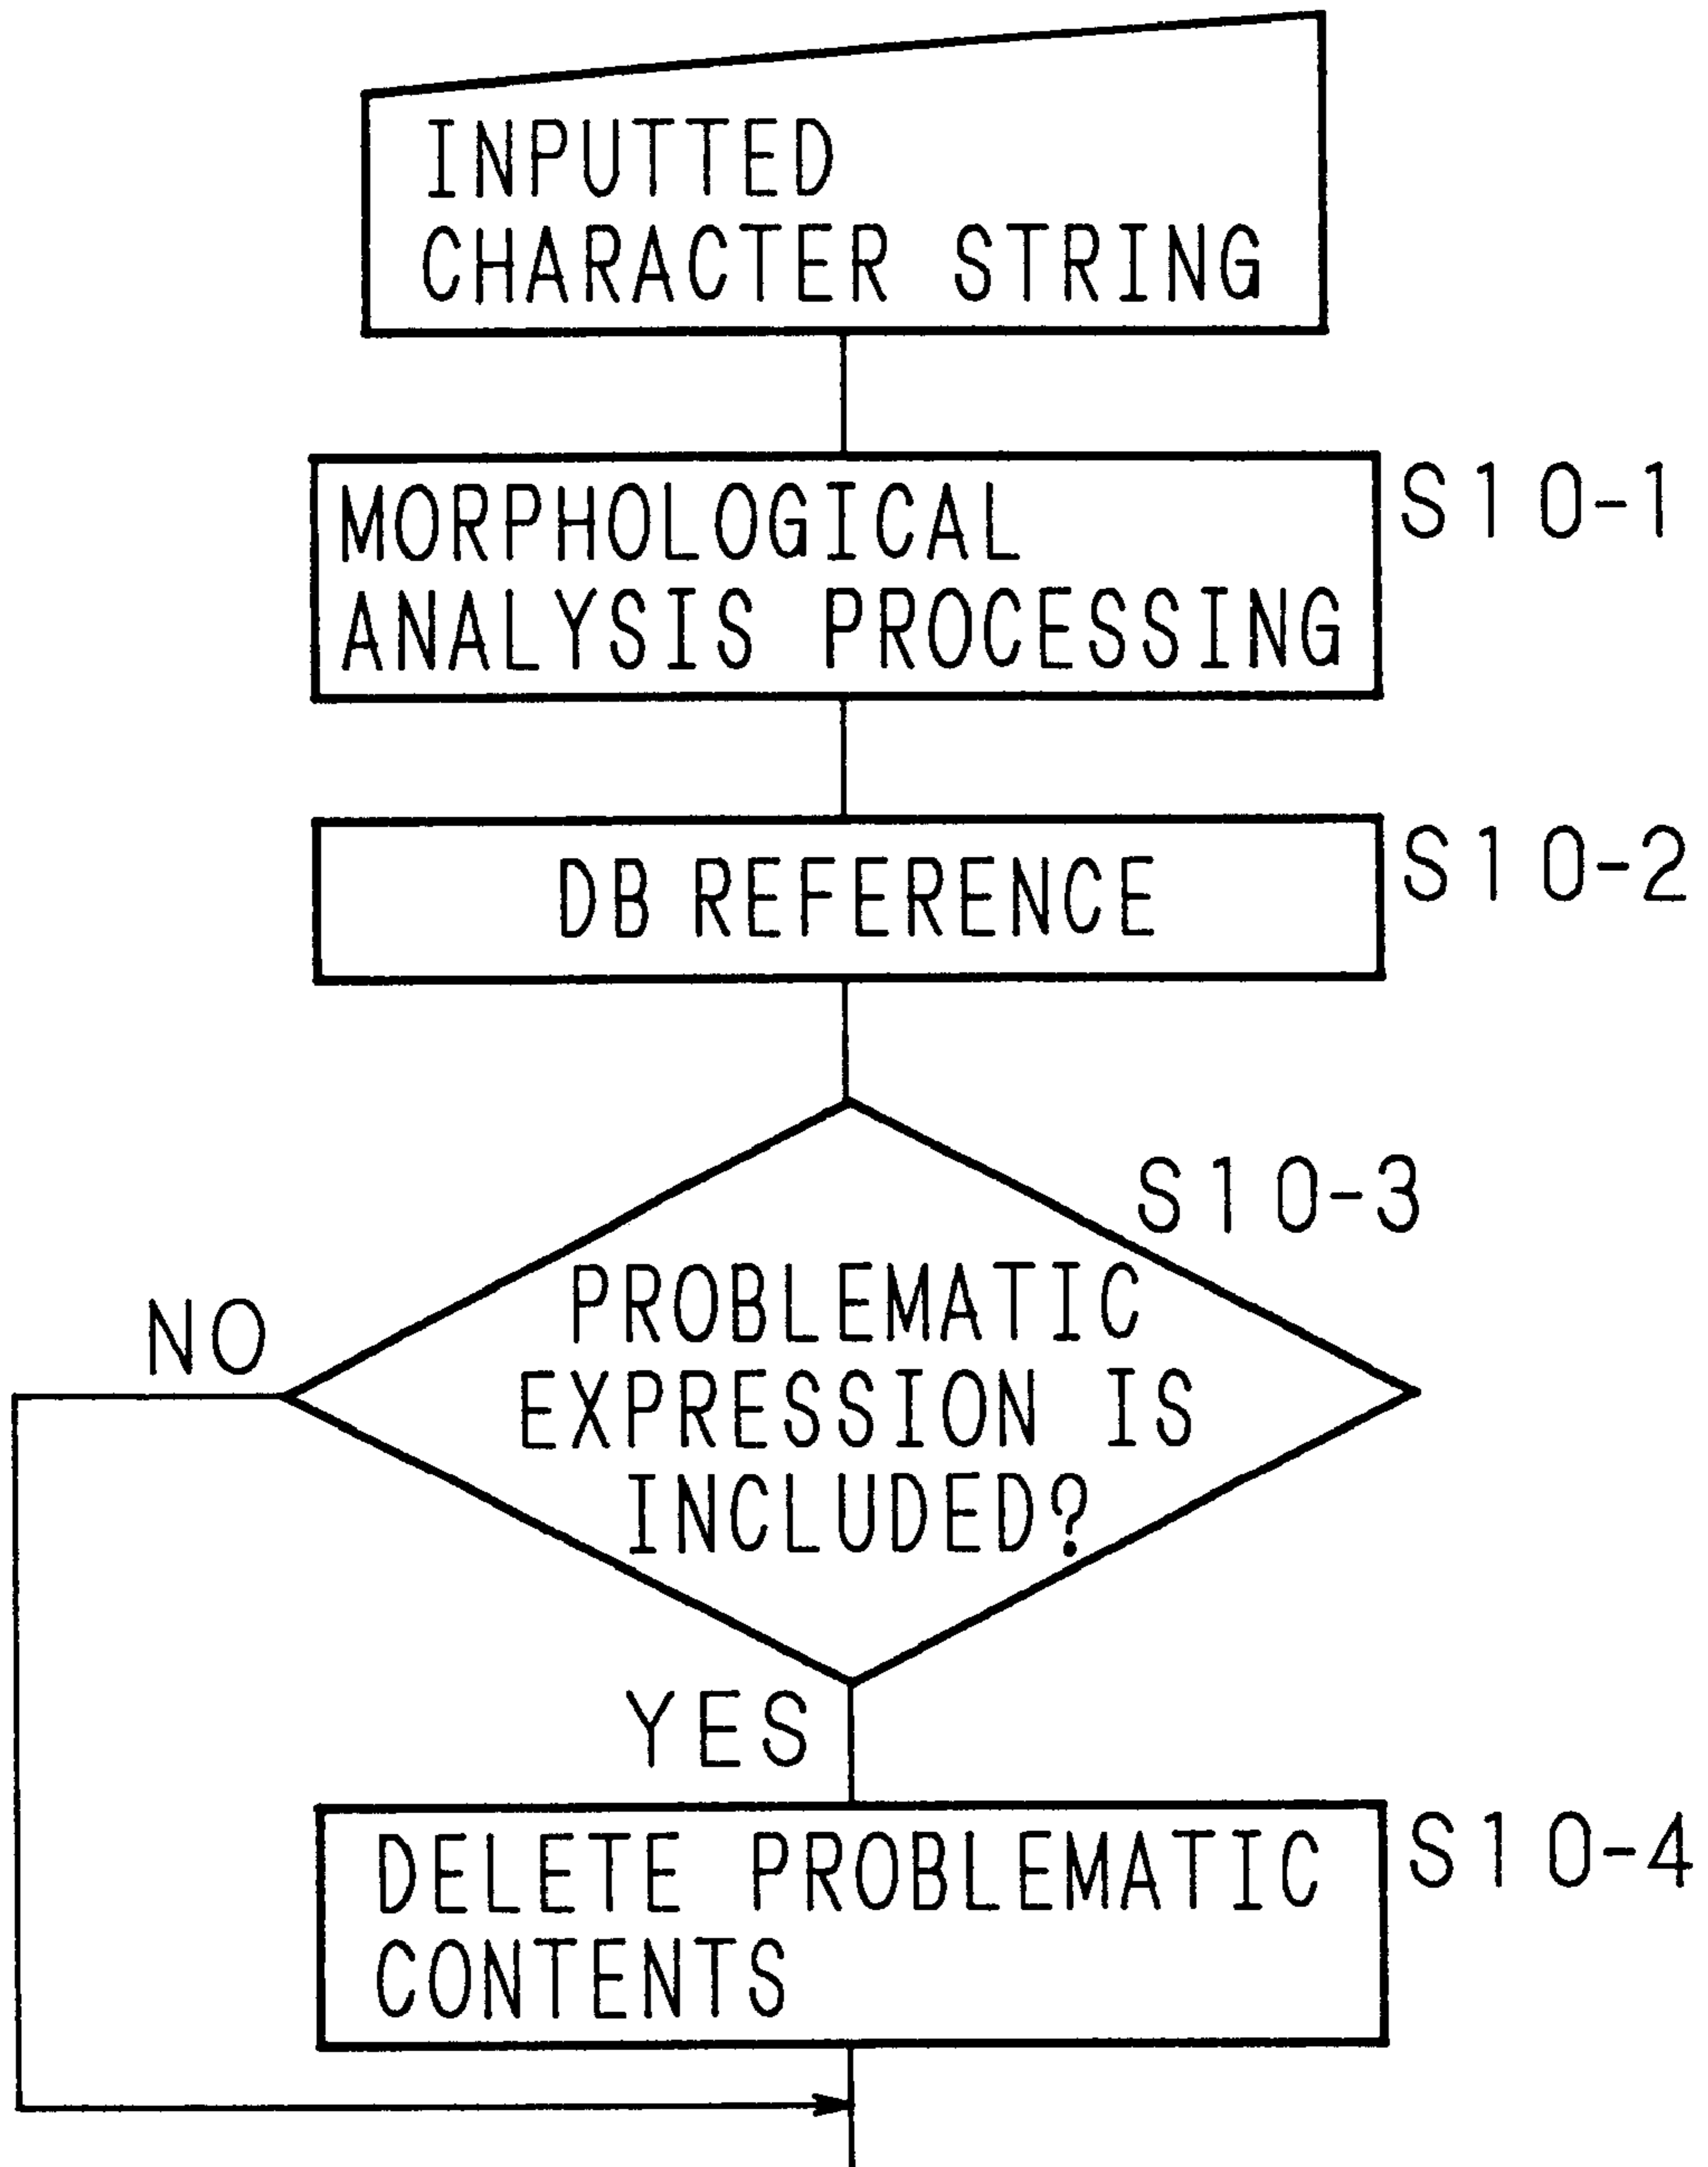 INPUTTED
CHARACTER STRING
MORPHOLOGICAL
ANALYSIS PROCESSING
S10-1
DB REFERENCE
S10-2
S10-3
PROBLEMATIC
EXPRESSION IS
INCLUDED?
NO
YES
DELETE PROBLEMATIC
CONTENTS
S10-4